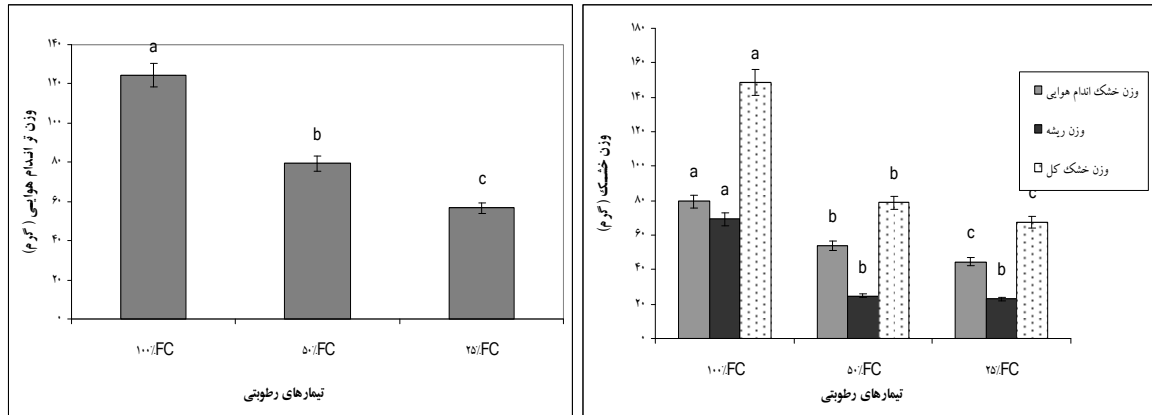 وزن تر اندام هوایی (گرم)
۱۴۰
۱۲۰
۱۰۰
۸۰
۶۰
۴۰
۲۰
۰
a
b
c
۱۰۰٪FC
۵۰٪FC
۲۵٪FC
تیمارهای رطوبتی
وزن خشک (گرم)
۱۸۰
۱۶۰
۱۴۰
۱۲۰
۱۰۰
۸۰
۶۰
۴۰
۲۰
۰
a
a
a
b
b
b
c
b
c
۱۰۰٪FC
۵۰٪FC
۲۵٪FC
تیمارهای رطوبتی
وزن خشک اندام هوایی
وزن ریشه
وزن خشک کل